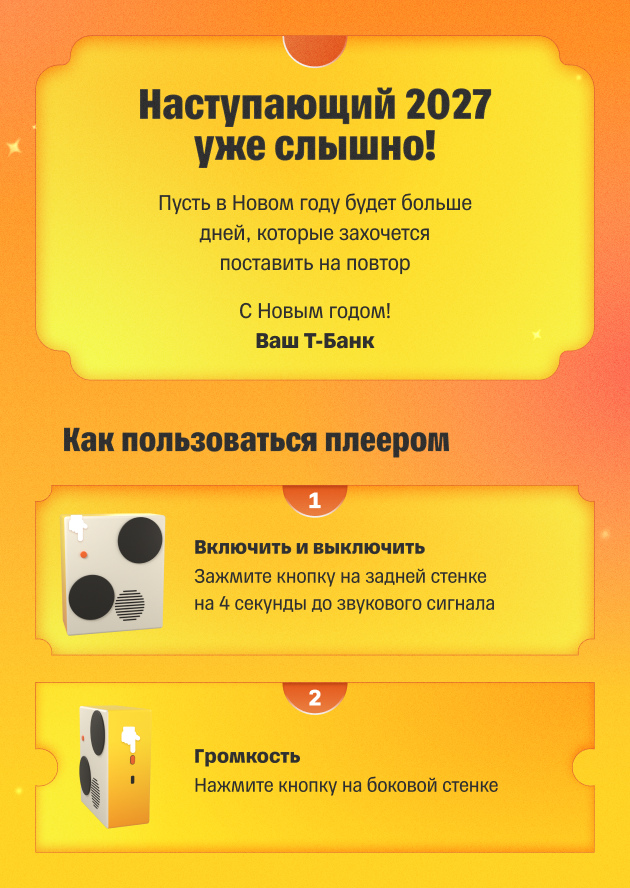 Наступающий 2027
уже слышно!
Пусть в Новом году будет больше
дней, которые захочется
поставить на повтор
С Новым годом!
Ваш Т-Банк
Как пользоваться плеером
1
Включить и выключить
Зажмите кнопку на задней стенке
на 4 секунды до звукового сигнала
2
Громкость
Нажмите кнопку на боковой стенке